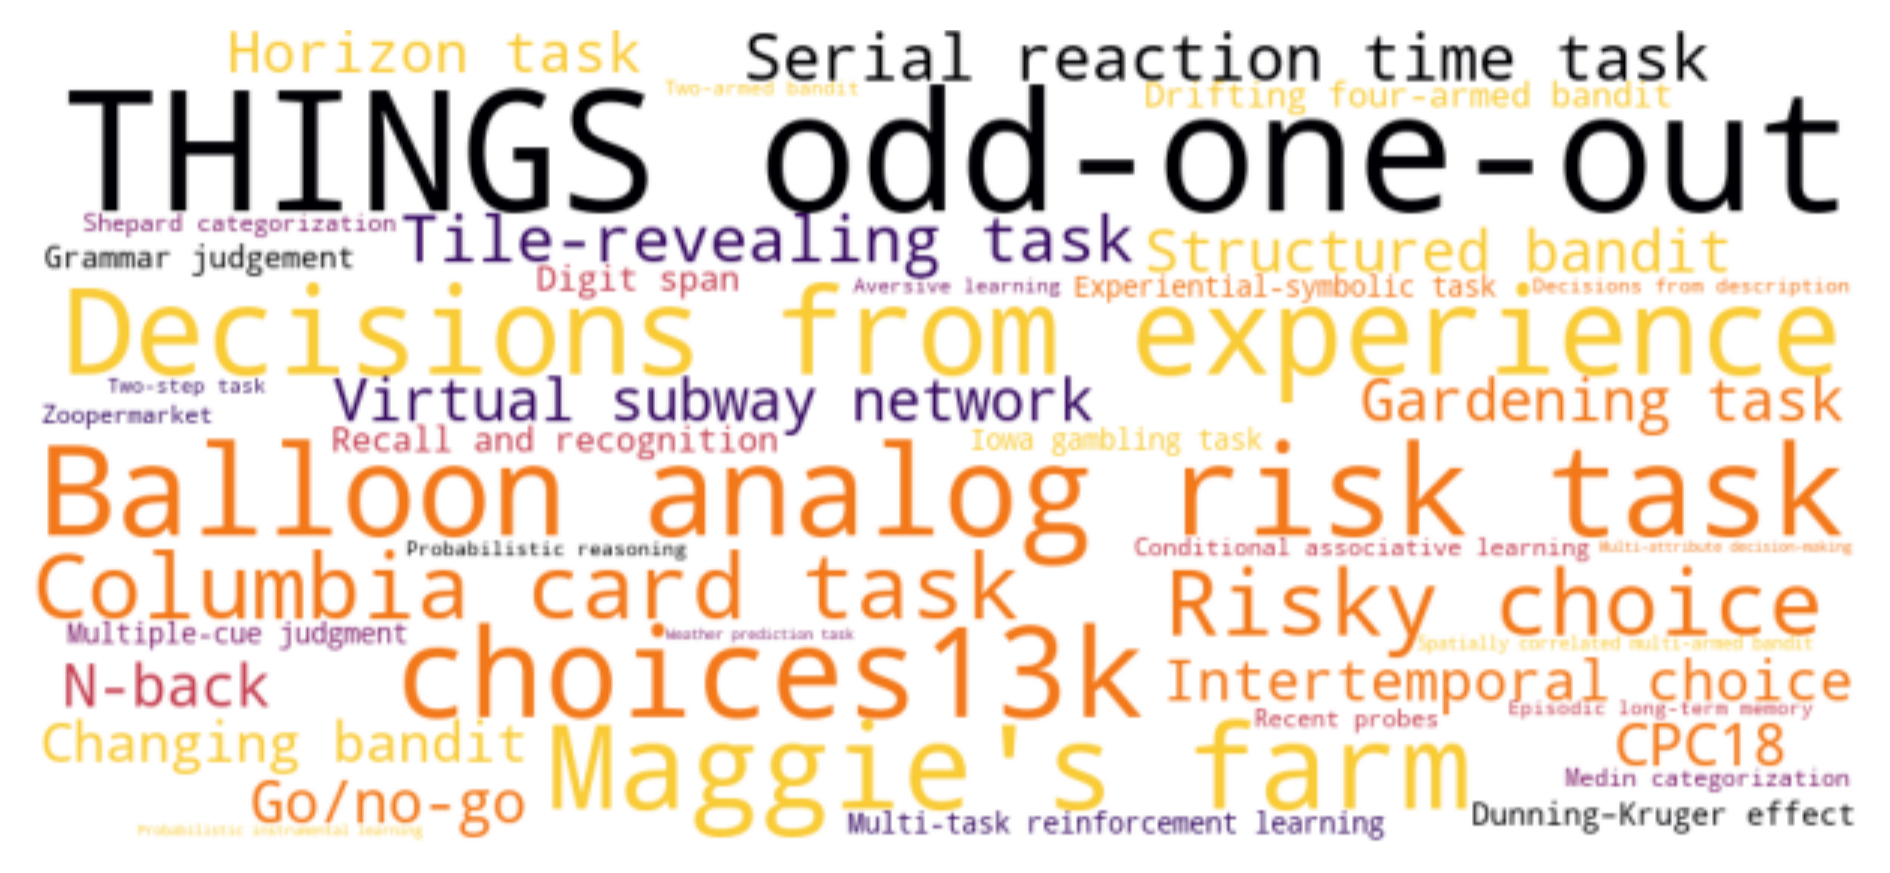 Horizon task
Serial reaction time task
Two-armed bandit
Drifting four-armed bandit
THINGS odd-one-out
Shepard categorization
Tile-revealing task
Structured bandit
Grammar judgement
Digit span
Aversive learning
Experiential-symbolic task
Decisions from description
Decisions from experience
Two-step task
Virtual subway network
Gardening task
Zoopermarket
Recall and recognition
Iowa gambling task
Balloon analog risk task
Probabilistic reasoning
Conditional associative learning
Multi-attribute decision-making
Columbia card task
Risky choice
Multiple-cue judgment
Weather prediction task
choices13k
Spatially correlated multi-armed bandit
N-back
Intertemporal choice
Episodic long-term memory
Recent probes
Changing bandit
Maggie's farm
CPC18
Medin categorization
Go/no-go
Dunning–Kruger effect
Multi-task reinforcement learning
Probabilistic instrumental learning